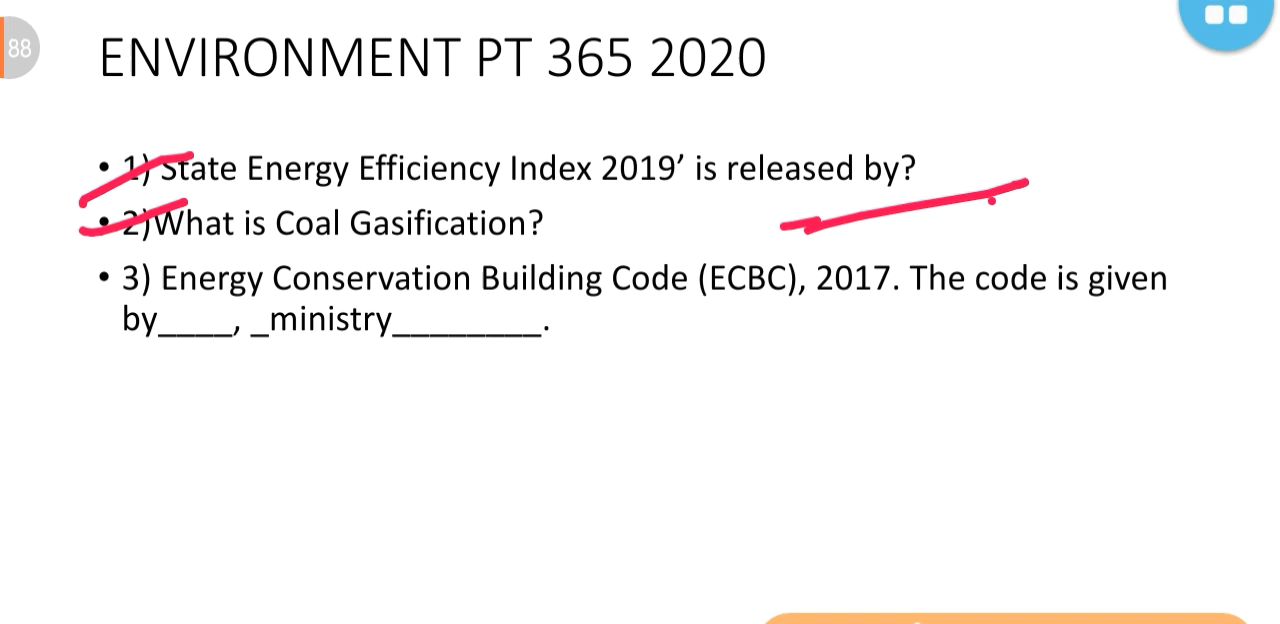 88
ENVIRONMENT PT 365 2020
• 1) State Energy Efficiency Index 2019’ is released by?
• 2)What is Coal Gasification?
• 3) Energy Conservation Building Code (ECBC), 2017. The code is given
by____, _ministry________.